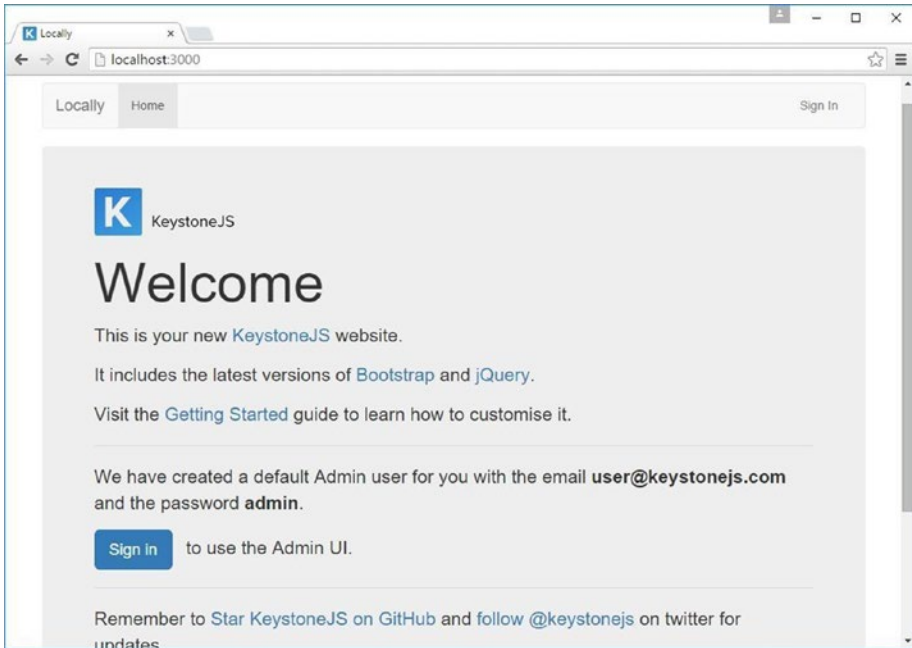 Locally
localhost:3000
Locally Home Sign In
K KeystoneJS
Welcome
This is your new KeystoneJS website.
It includes the latest versions of Bootstrap and jQuery.
Visit the Getting Started guide to learn how to customise it.
We have created a default Admin user for you with the email user@keystonejs.com
and the password admin.
Sign in to use the Admin UI.
Remember to Star KeystoneJS on GitHub and follow @keystonejs on twitter for
updates